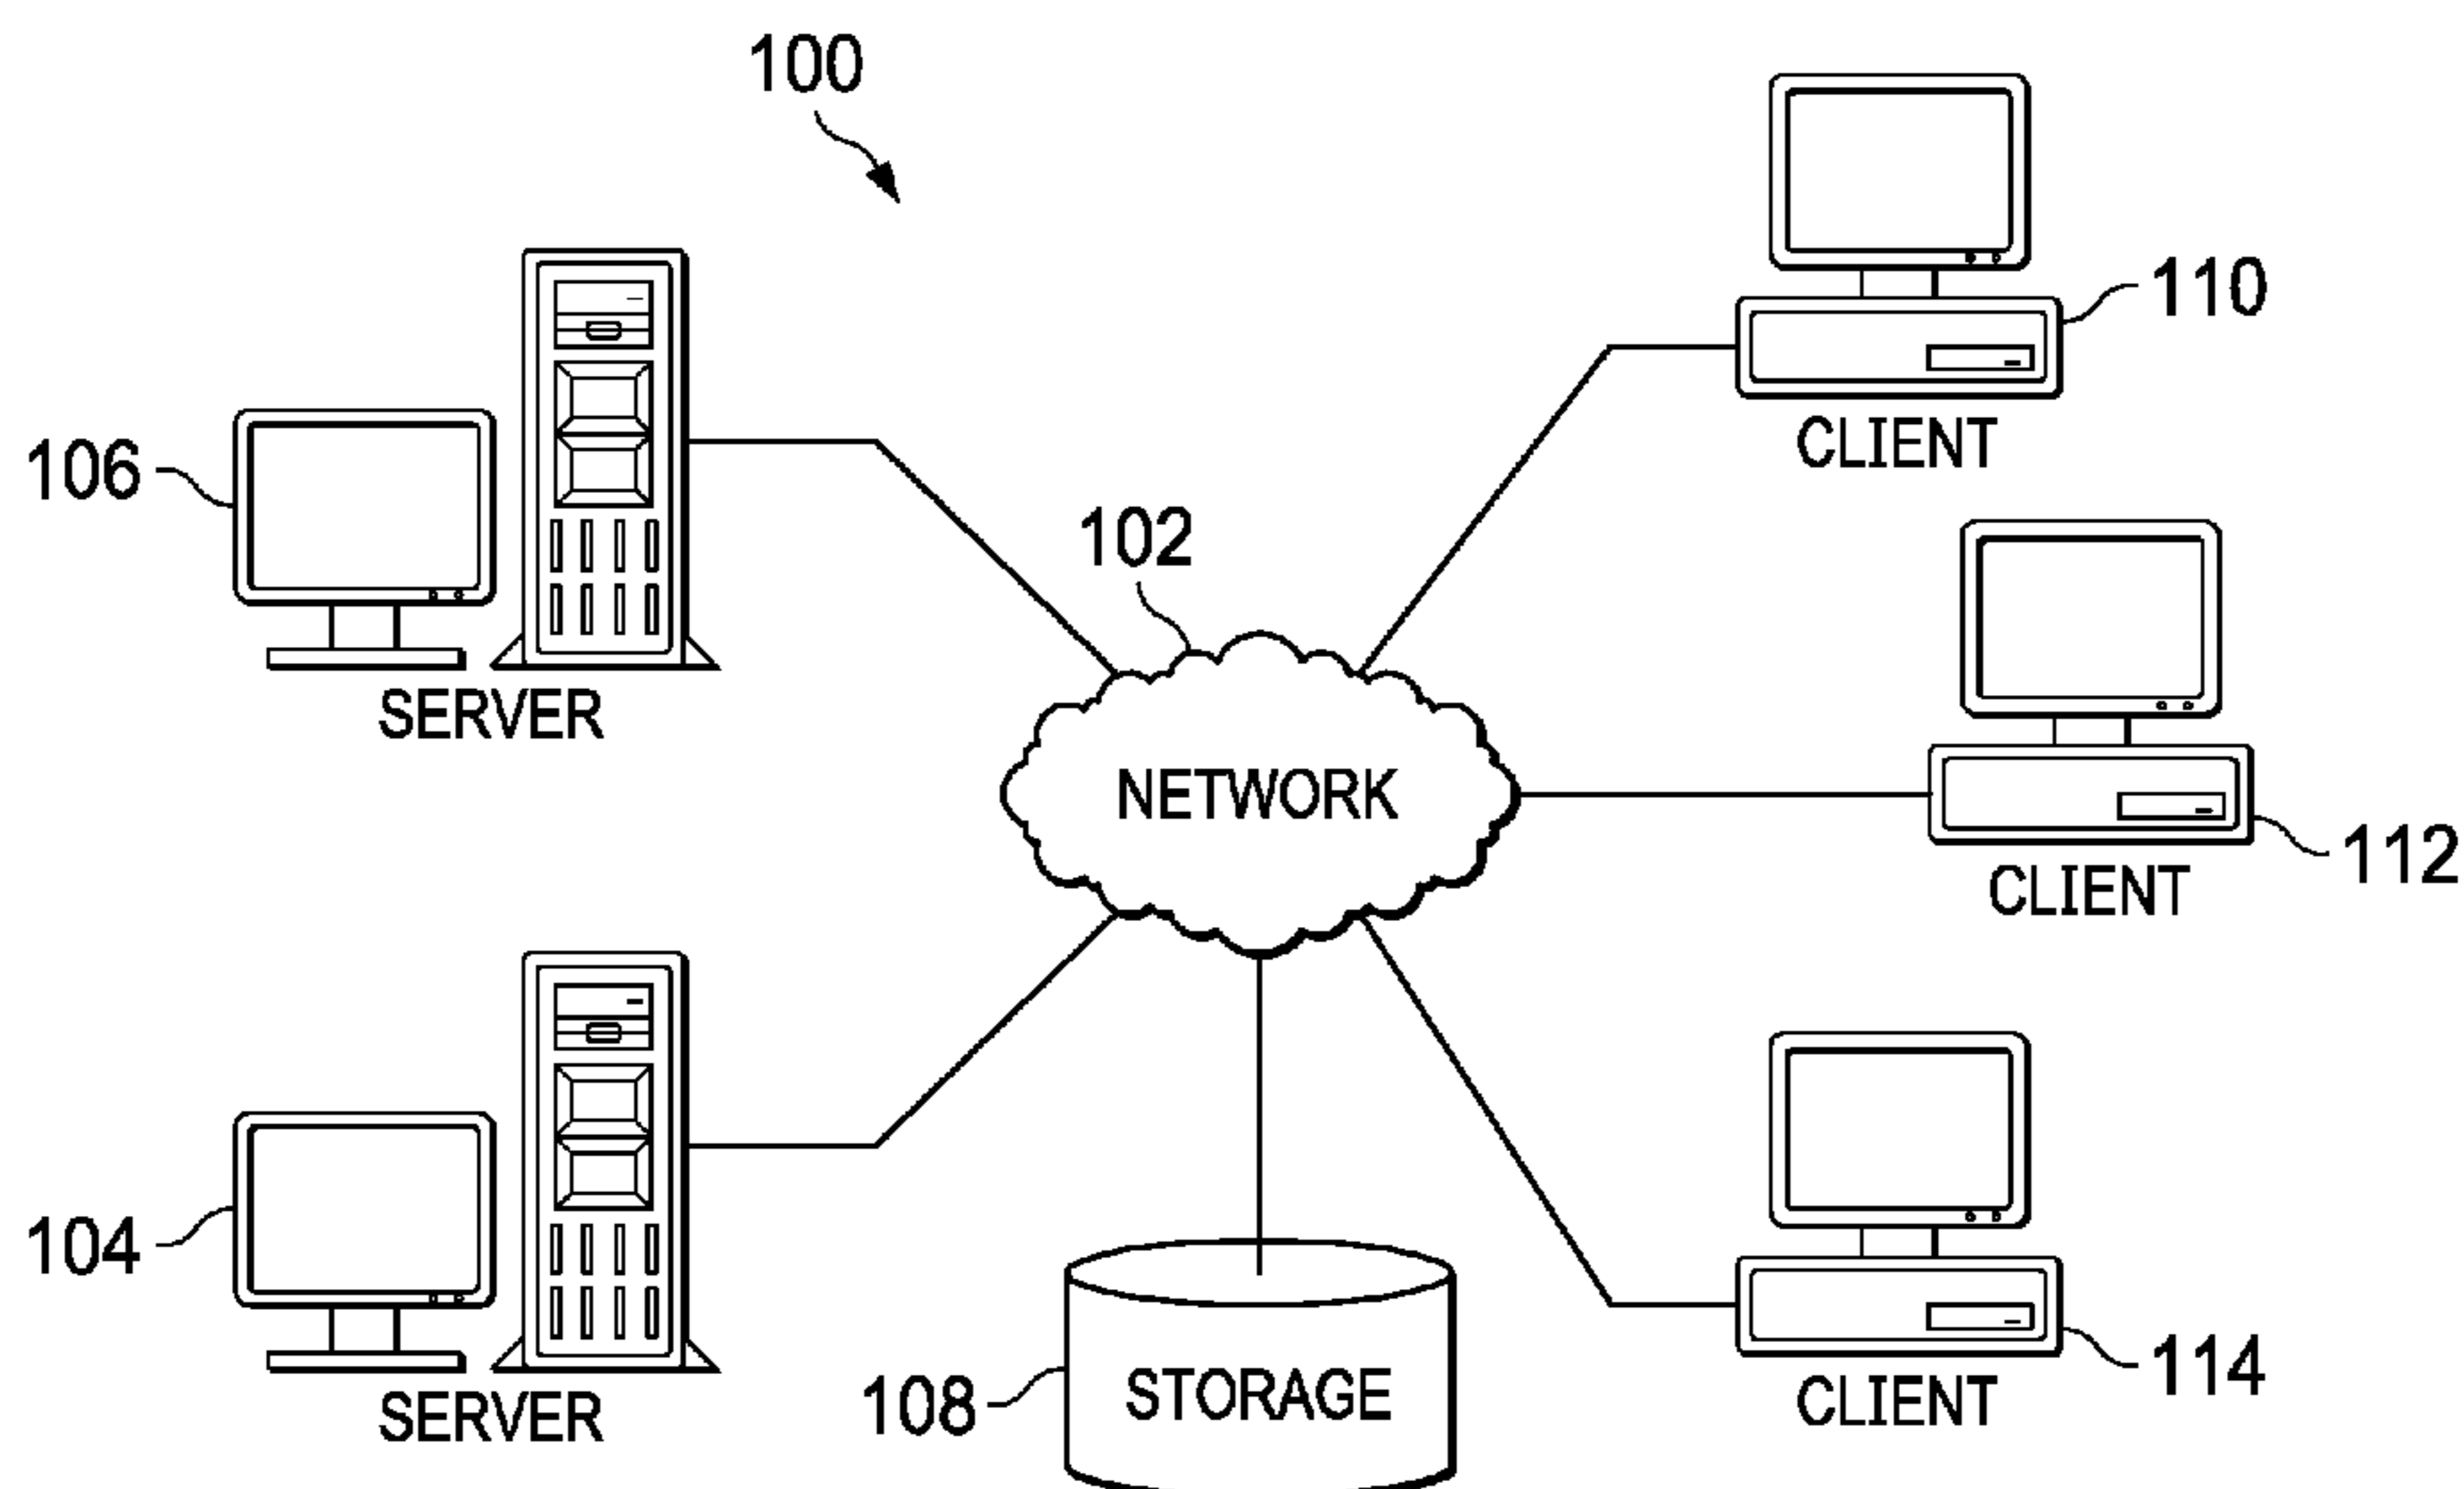 100
110
CLIENT
106
102
SERVER
NETWORK
112
CLIENT
104
114
108
STORAGE
CLIENT
SERVER